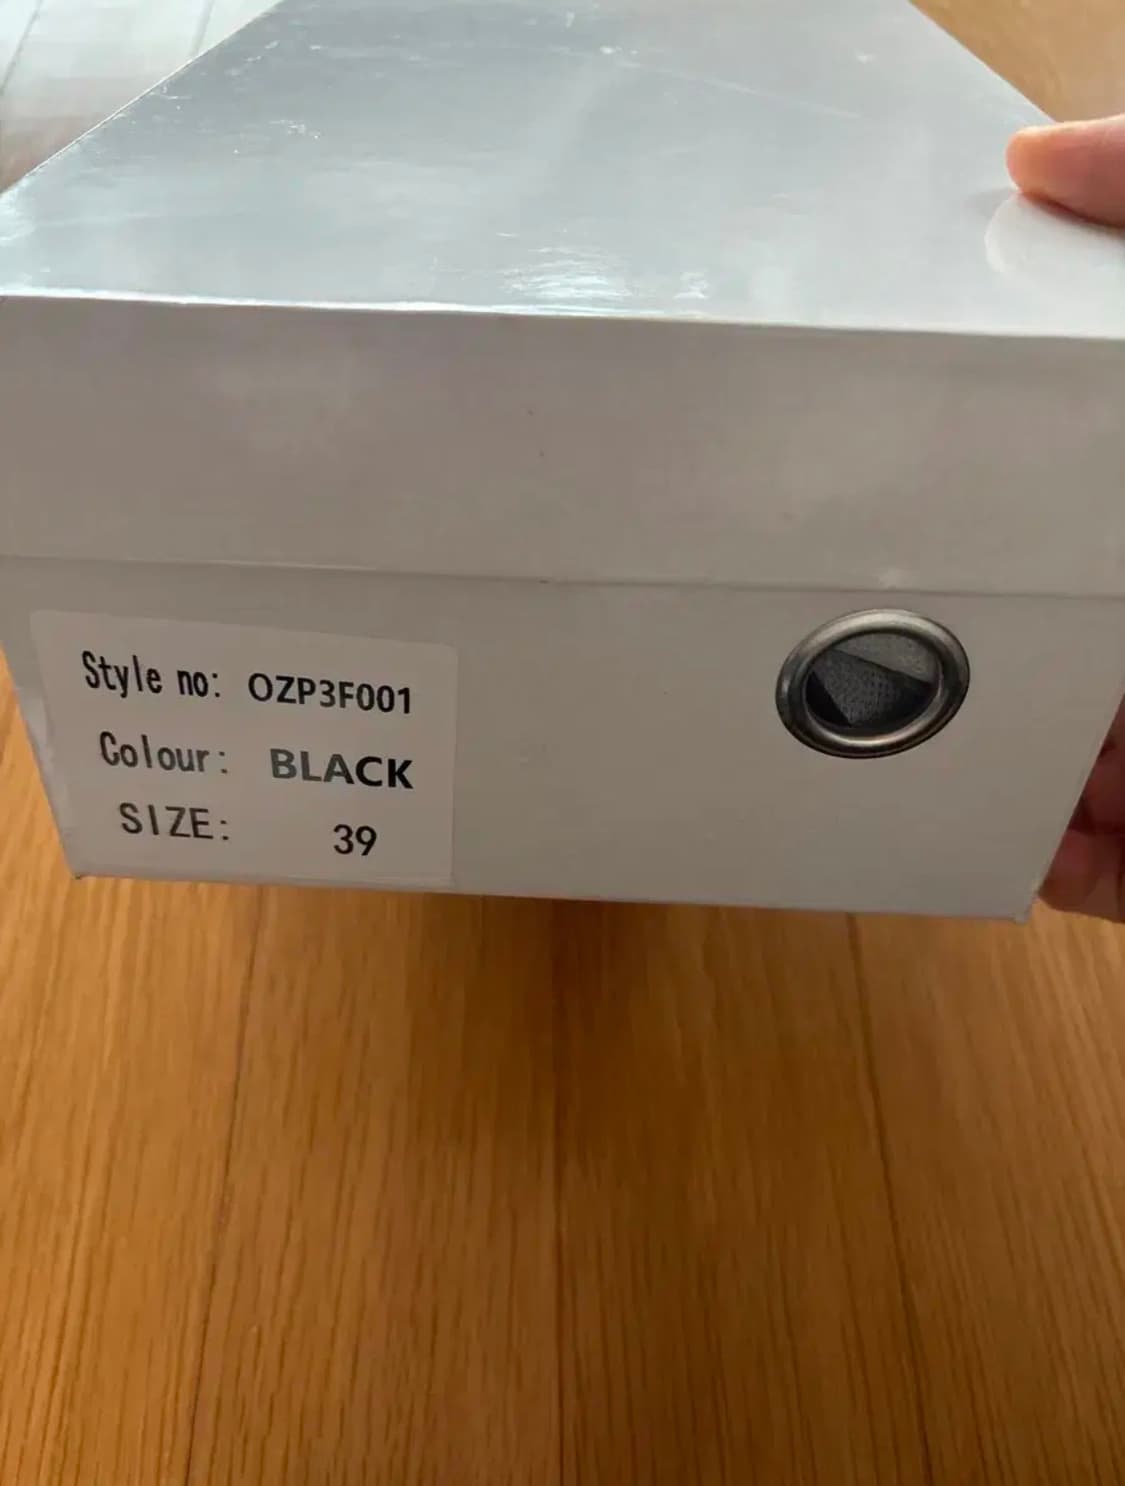 Style no: OZP3F001
Colour: BLACK
SIZE: 39